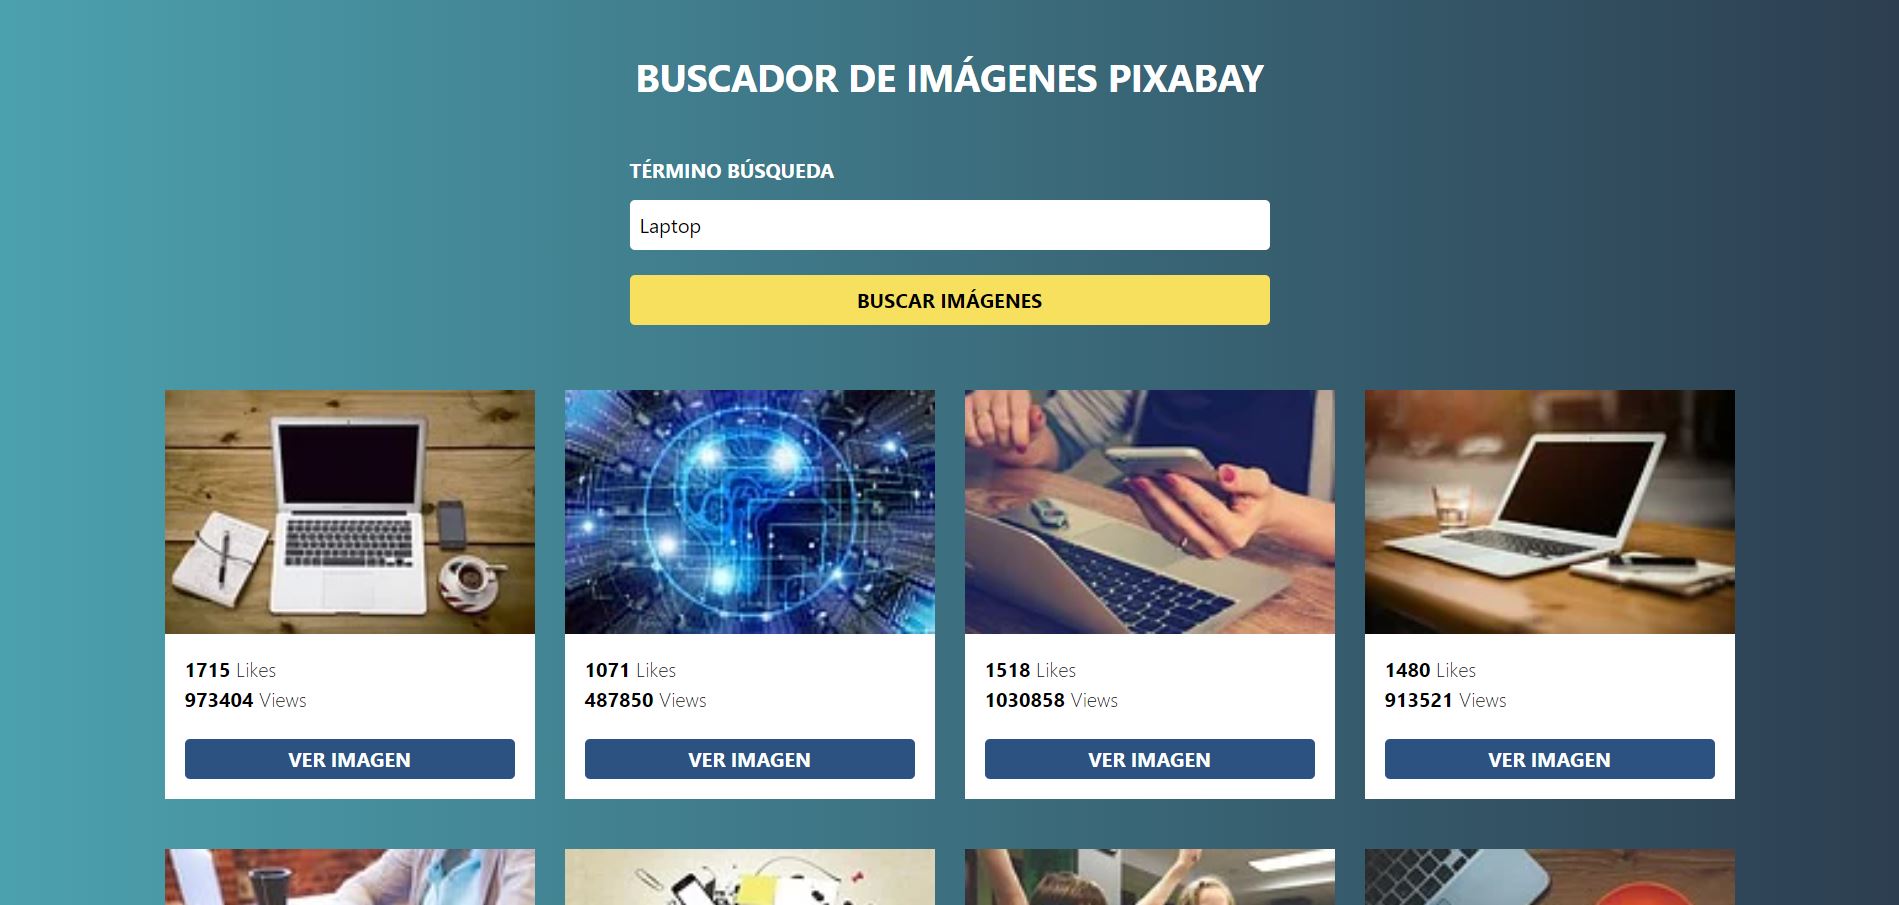 BUSCADOR DE IMÁGENES PIXABAY
TÉRMINO BÚSQUEDA
Laptop
BUSCAR IMÁGENES
1715 Likes
973404 Views
VER IMAGEN
1071 Likes
487850 Views
VER IMAGEN
1518 Likes
1030858 Views
VER IMAGEN
1480 Likes
913521 Views
VER IMAGEN